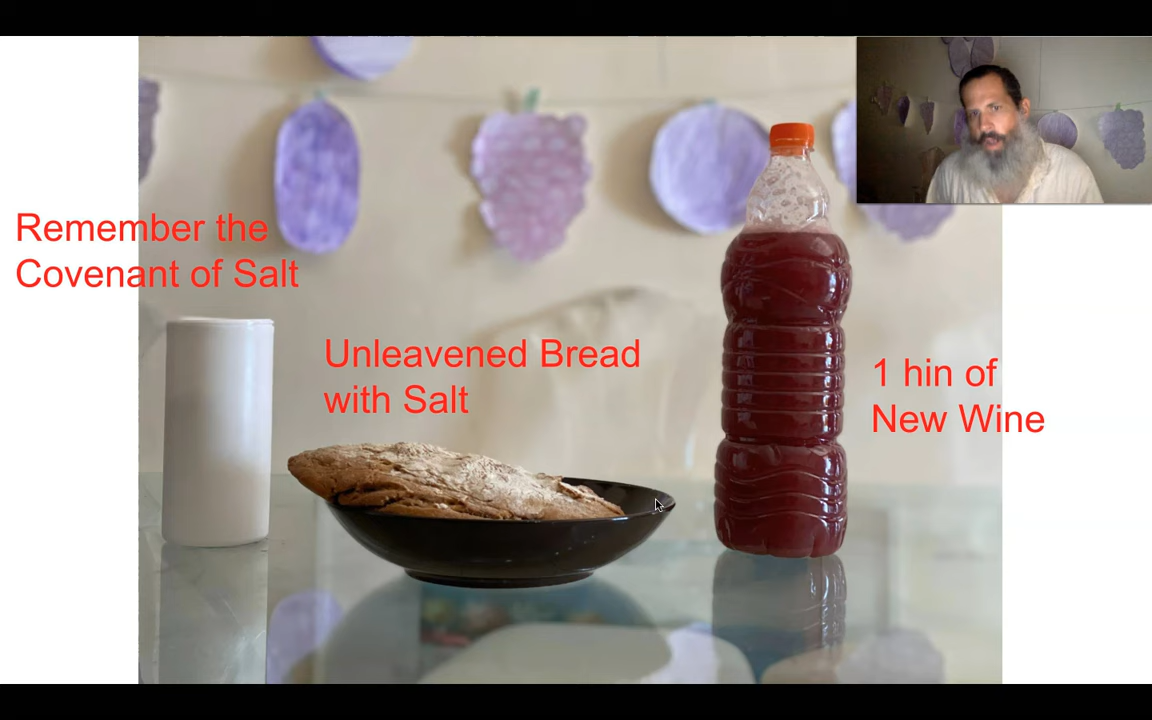 Remember the
Covenant of Salt
Unleavened Bread
with Salt
1 hin of
New Wine